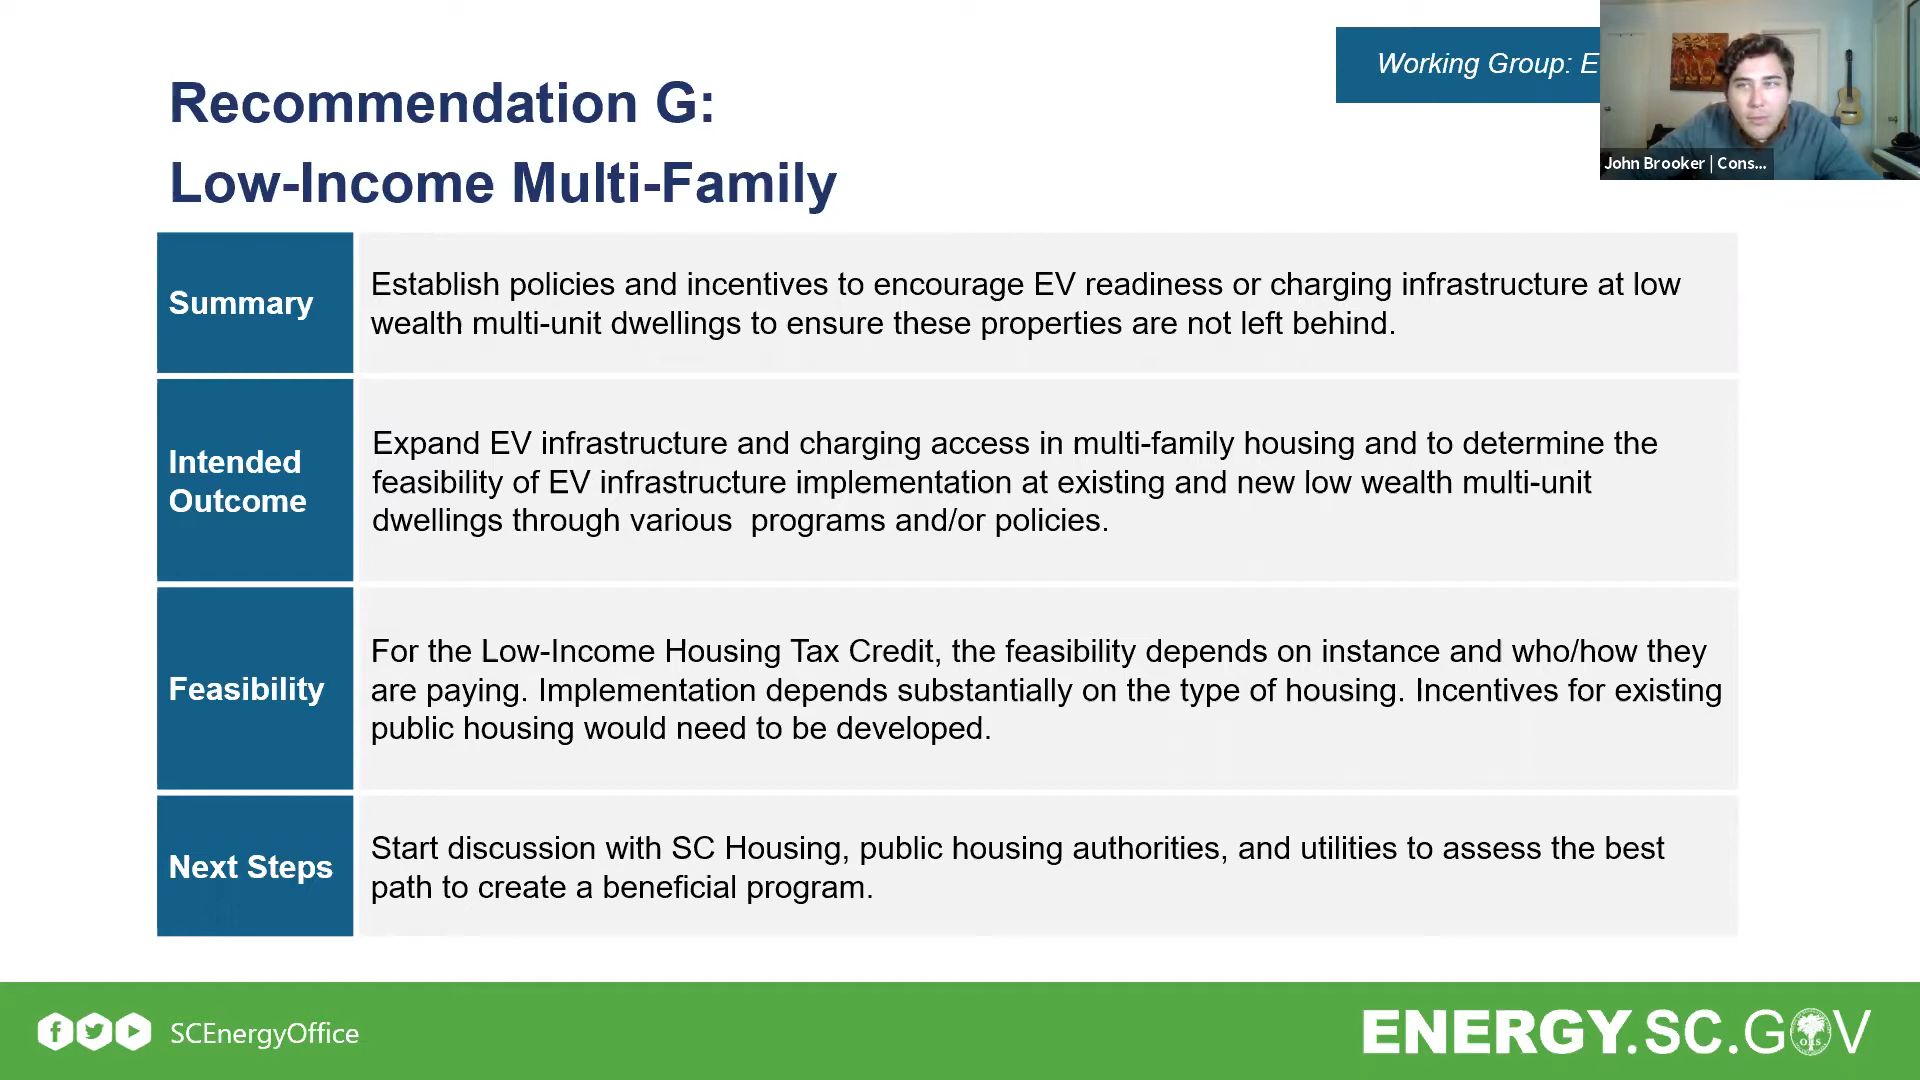 Working Group: E
Recommendation G:
Low-Income Multi-Family
John Brooker | Cons...
Summary
Establish policies and incentives to encourage EV readiness or charging infrastructure at low
wealth multi-unit dwellings to ensure these properties are not left behind.
Intended
Outcome
Expand EV infrastructure and charging access in multi-family housing and to determine the
feasibility of EV infrastructure implementation at existing and new low wealth multi-unit
dwellings through various  programs and/or policies.
Feasibility
For the Low-Income Housing Tax Credit, the feasibility depends on instance and who/how they
are paying. Implementation depends substantially on the type of housing. Incentives for existing
public housing would need to be developed.
Next Steps
Start discussion with SC Housing, public housing authorities, and utilities to assess the best
path to create a beneficial program.
SCEnergyOffice
ENERGY.SC.GOV
ORS